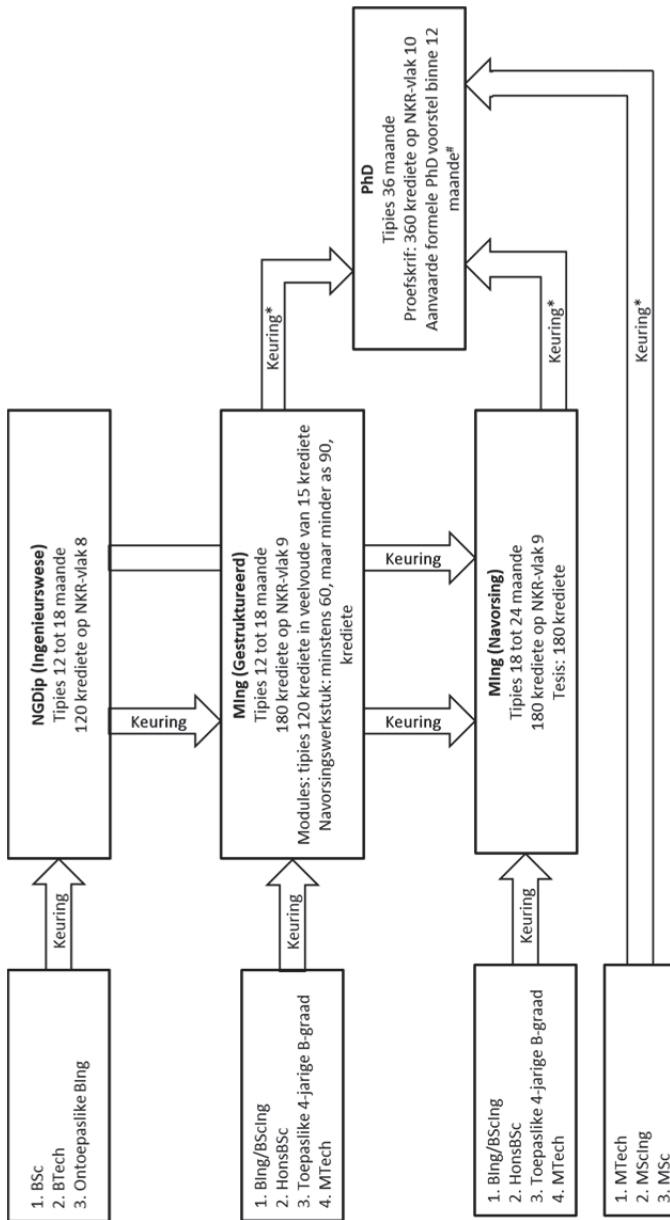 1. BSc
2. BTech
3. Ontoepaslike BIng
Keuring
NGDip (Ingenieurswese)
Tipies 12 tot 18 maande
120 krediete op NKR-vlak 8
Keuring
1. BIng/BScIng
2. HonsBSc
3. Toepaslike 4-jarige B-graad
4. MTech
Keuring
MIng (Gestruktureerd)
Tipies 12 tot 18 maande
180 krediete op NKR-vlak 9
Modules: tipies 120 krediete in veelvoude van 15 krediete
Navorsingswerkstuk: minstens 60, maar minder as 90,
krediete
Keuring*
Keuring
Keuring
PhD
Tipies 36 maande
Proefskrif: 360 krediete op NKR-vlak 10
Aanvaarde formele PhD voorstel binne 12
maande#
1. BIng/BScIng
2. HonsBSc
3. Toepaslike 4-jarige B-graad
4. MTech
Keuring
MIng (Navorsing)
Tipies 18 tot 24 maande
180 krediete op NKR-vlak 9
Tesis: 180 krediete
Keuring*
1. MTech
2. MScIng
3. MSc
Keuring*